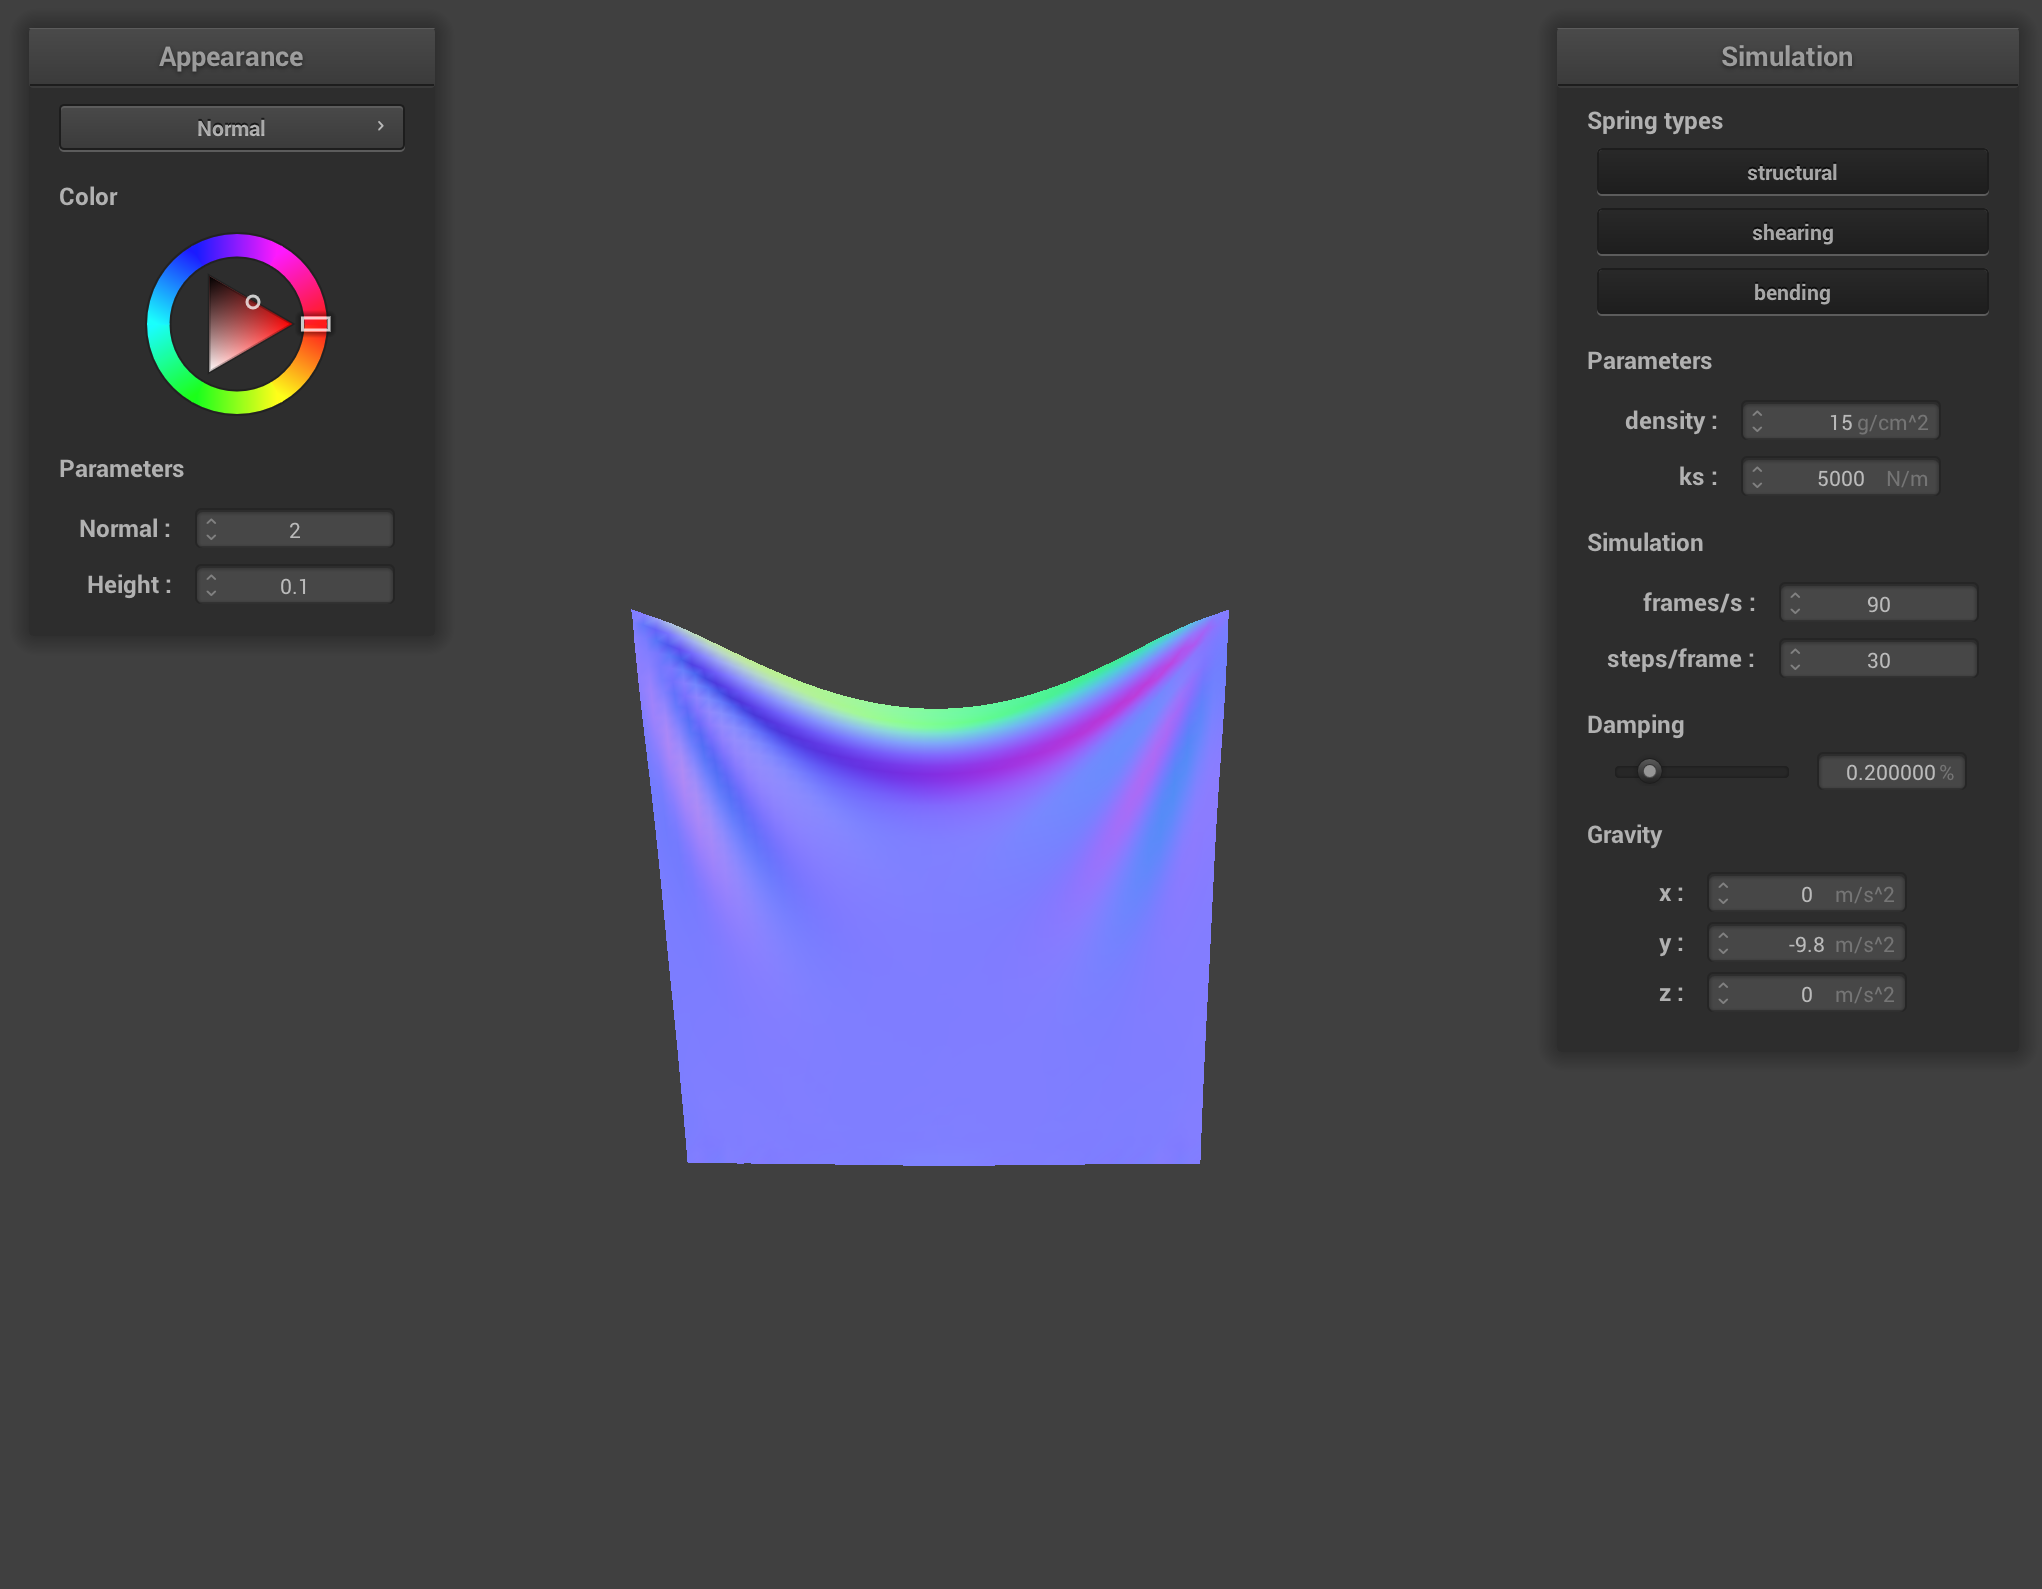 Appearance
Normal
Color
Parameters
Normal : 2
Height : 0.1
Simulation
Spring types
structural
shearing
bending
Parameters
density : 15 g/cm^2
ks : 5000 N/m
Simulation
frames/s : 90
steps/frame : 30
Damping
0.200000 %
Gravity
x : 0 m/s^2
y : -9.8 m/s^2
z : 0 m/s^2